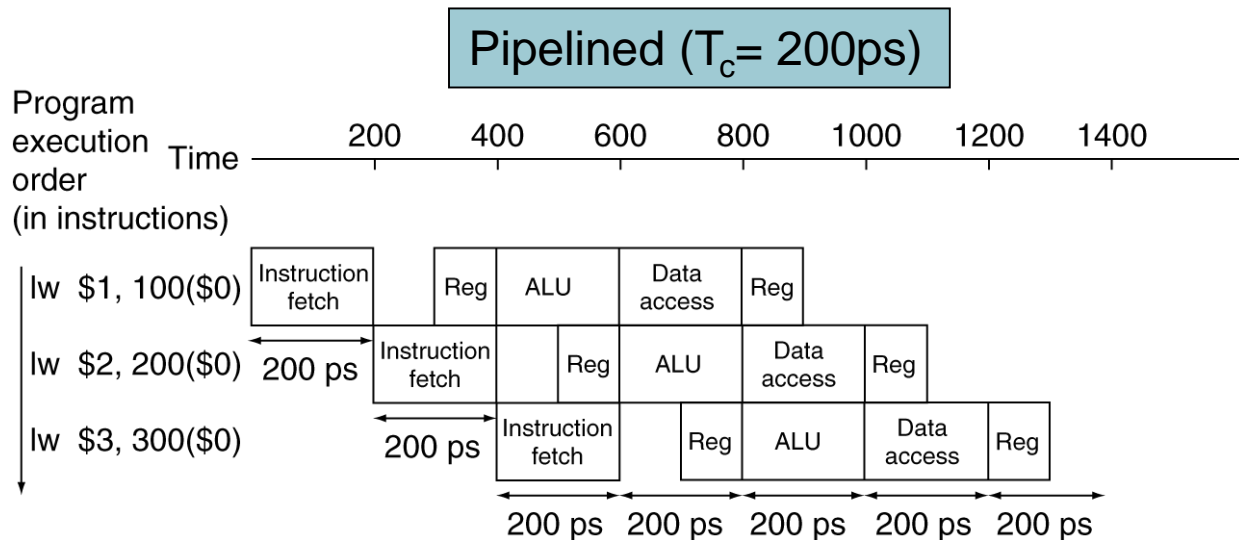 Pipelined (Tc= 200ps)
Program
execution
order
(in instructions)
Time
200 400 600 800 1000 1200 1400
lw $1, 100($0)
Instruction
fetch
Reg
ALU
Data
access
Reg
200 ps
lw $2, 200($0)
Instruction
fetch
Reg
ALU
Data
access
Reg
200 ps
lw $3, 300($0)
Instruction
fetch
Reg
ALU
Data
access
Reg
200 ps 200 ps 200 ps 200 ps 200 ps